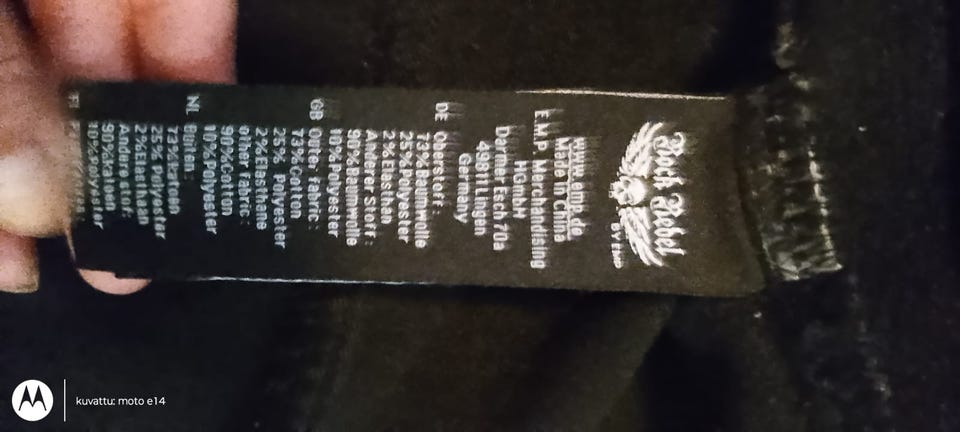 Rock Rebel
BY EMP
www.emp.de
Made in China
E.M.P. Merchandising
HGmbH
Darmer Esch 70a
49811 Lingen
Germany
DE Oberstoff:
73% Baumwolle
25% Polyester
2% Elasthan
Anderer Stoff:
90% Baumwolle
10% Polyester
GB Outer fabric:
73% Cotton
25% Polyester
2% Elasthane
other fabric:
90% Cotton
10% Polyester
NL Buiten:
73% Katoen
25% Polyester
2% Elasthan
Andere stof:
90% Katoen
10% Polyester
kuvattu: moto e14